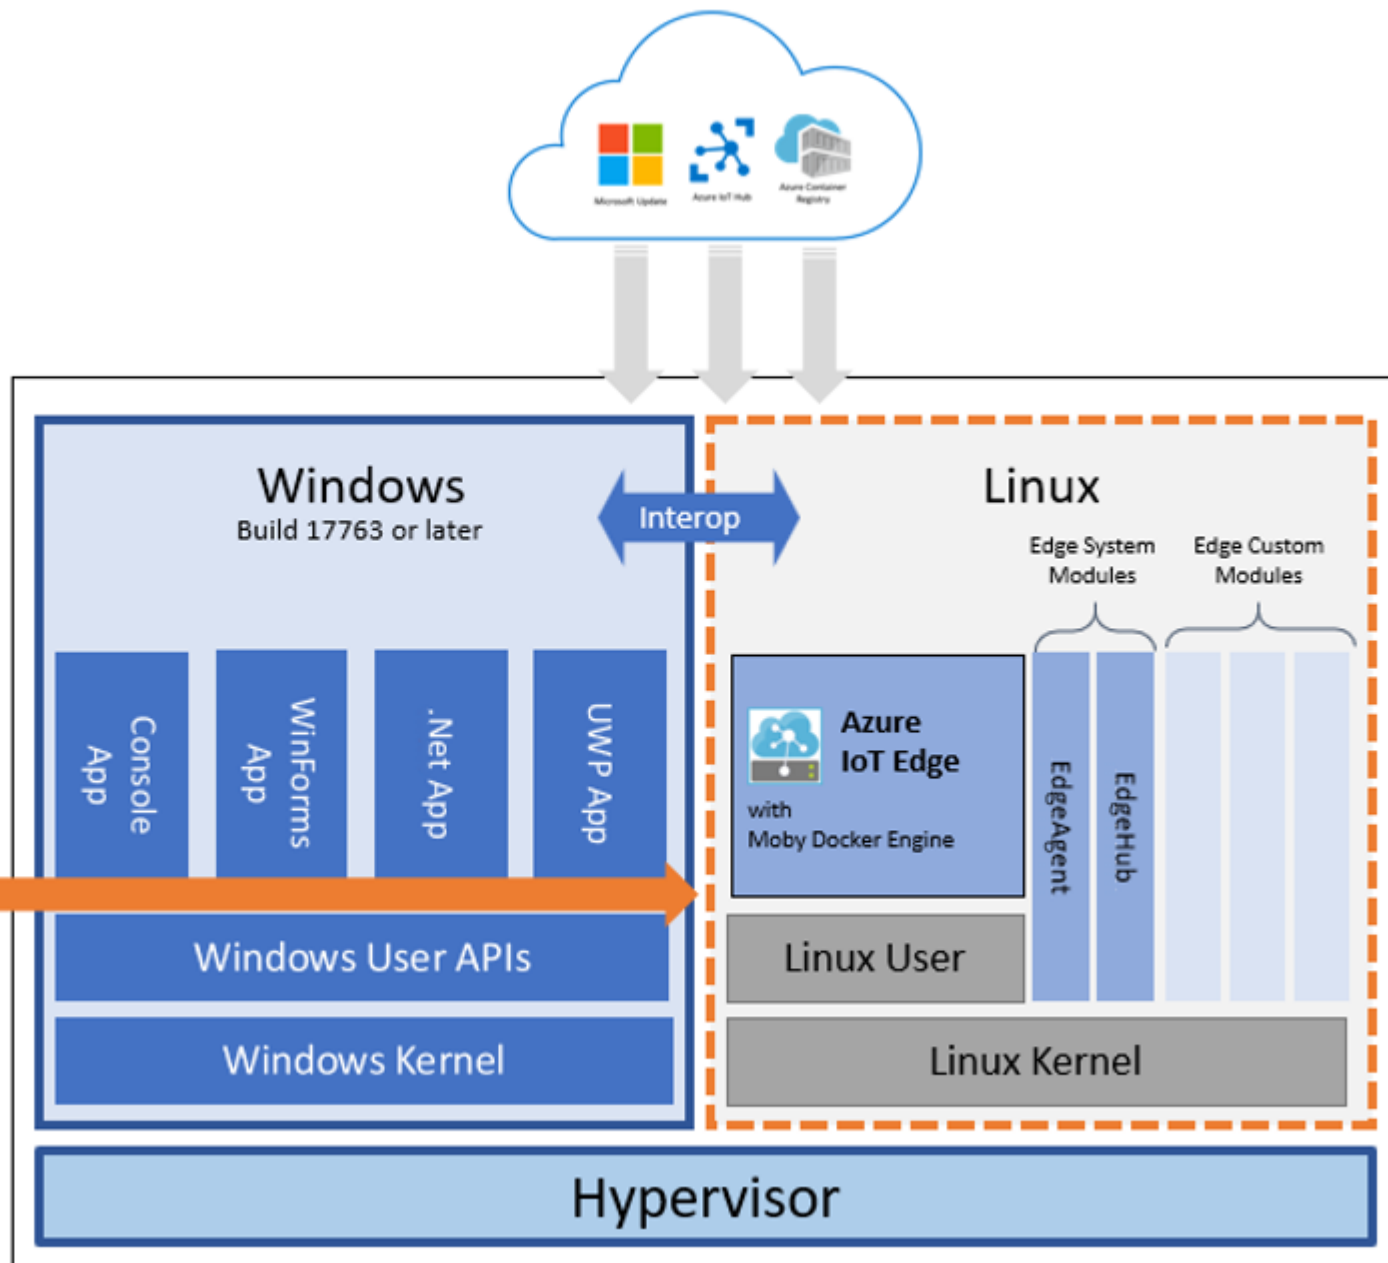 Microsoft Update
Azure IoT Hub
Azure Container
Registry
Windows
Build 17763 or later
Interop
Linux
Edge System
Modules
Edge Custom
Modules
Console
App
WinForms
App
.Net App
UWP App
Azure
IoT Edge
with
Moby Docker Engine
EdgeAgent
EdgeHub
Windows User APIs
Linux User
Windows Kernel
Linux Kernel
Hypervisor